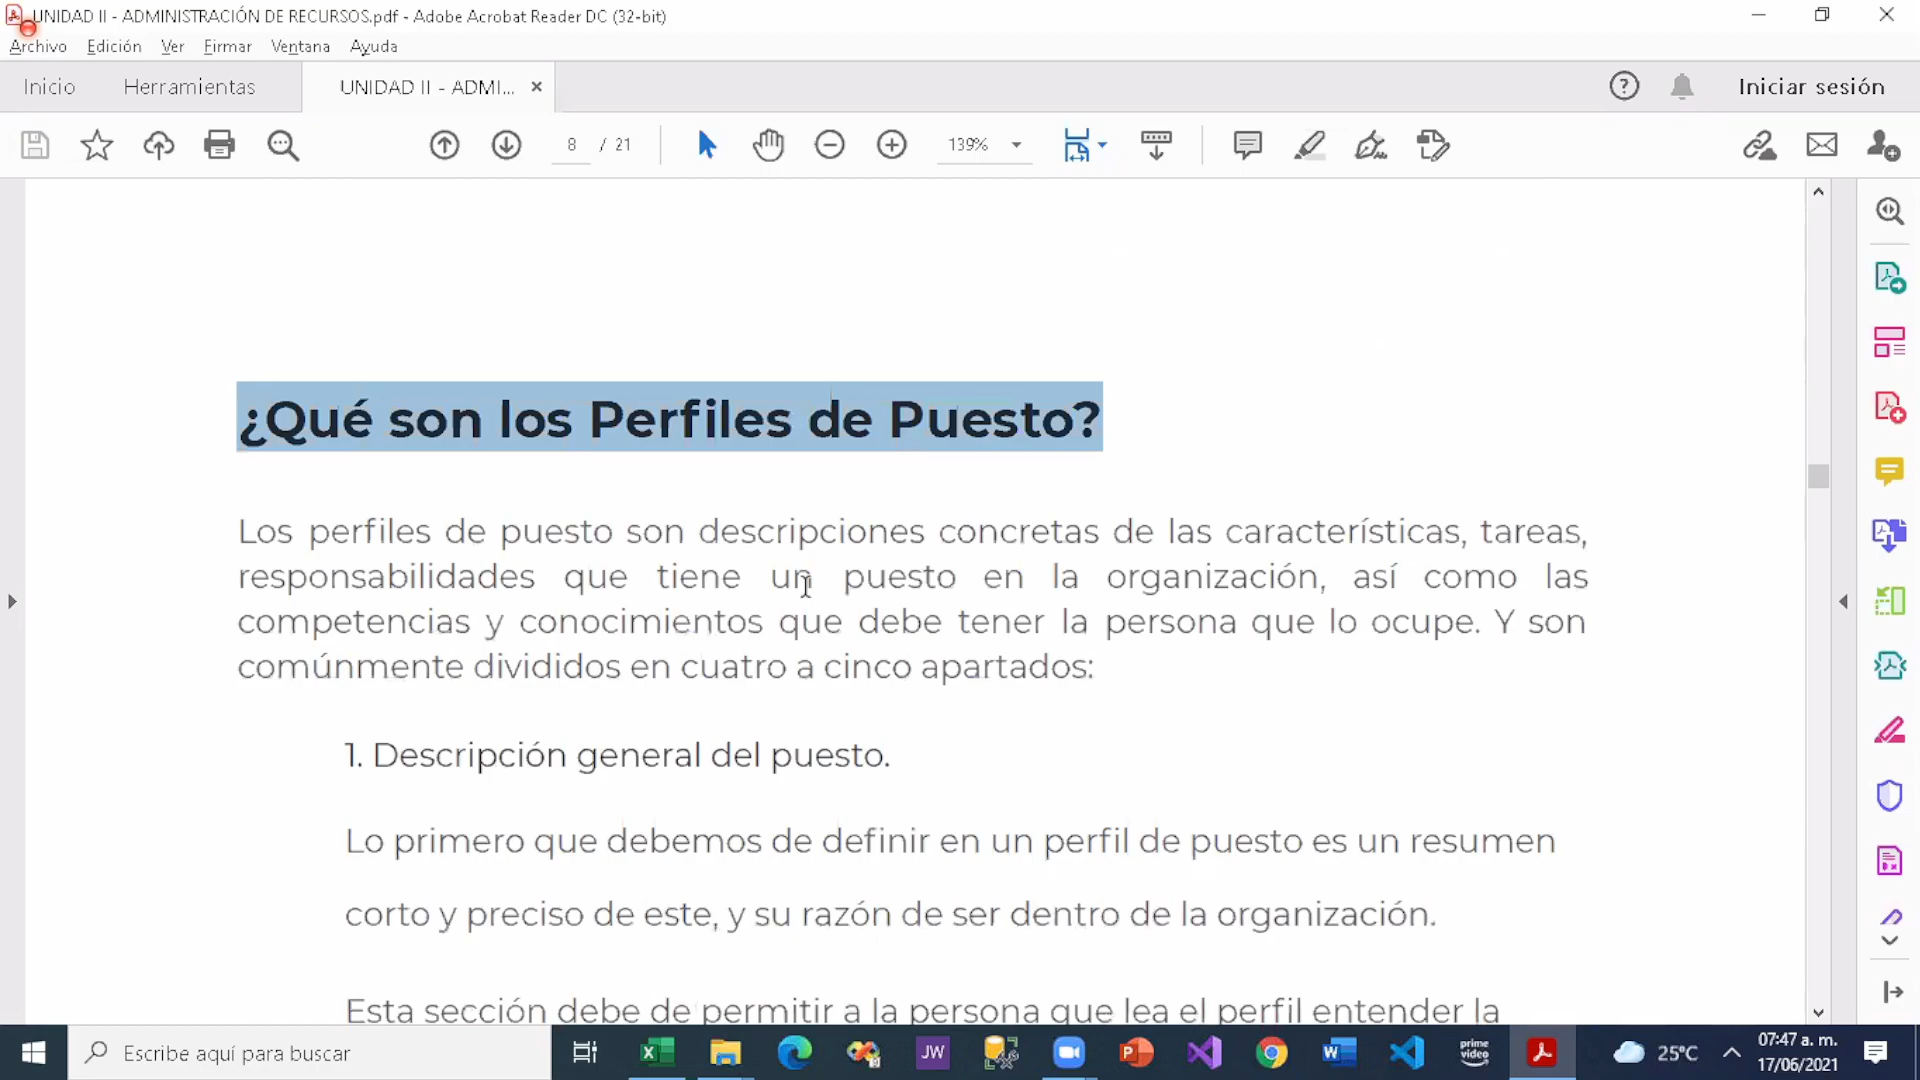 UNIDAD II - ADMINISTRACIÓN DE RECURSOS.pdf - Adobe Acrobat Reader DC (32-bit)
Archivo Edición Ver Firmar Ventana Ayuda
Inicio Herramientas UNIDAD II - ADMI... × Iniciar sesión
8 / 21 139%
¿Qué son los Perfiles de Puesto?
Los perfiles de puesto son descripciones concretas de las características, tareas,
responsabilidades que tiene un puesto en la organización, así como las
competencias y conocimientos que debe tener la persona que lo ocupe. Y son
comúnmente divididos en cuatro a cinco apartados:
1. Descripción general del puesto.
Lo primero que debemos de definir en un perfil de puesto es un resumen
corto y preciso de este, y su razón de ser dentro de la organización.
Esta sección debe de permitir a la persona que lea el perfil entender la
Escribe aquí para buscar
JW
prime video
25°C
07:47 a. m.
17/06/2021